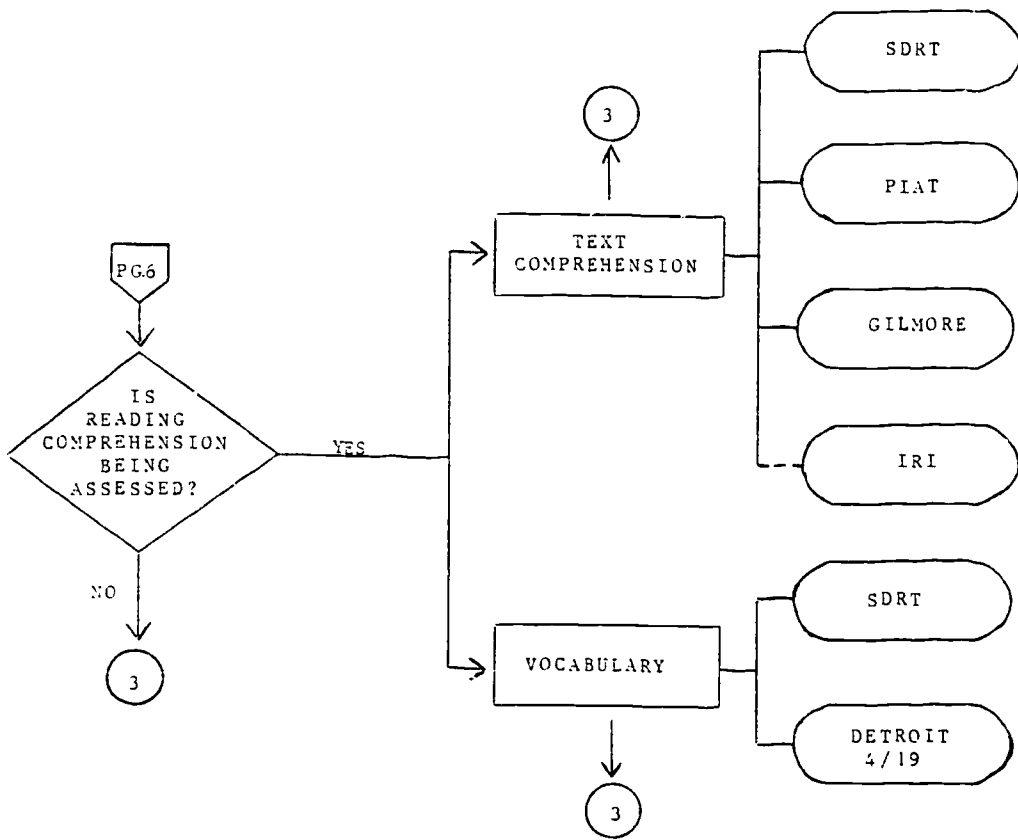 PG.6
IS
READING
COMPREHENSION
BEING
ASSESSED?
YES
NO
3
3
TEXT
COMPREHENSION
SDRT
PIAT
GILMORE
IRI
VOCABULARY
3
SDRT
DETROIT
4/19